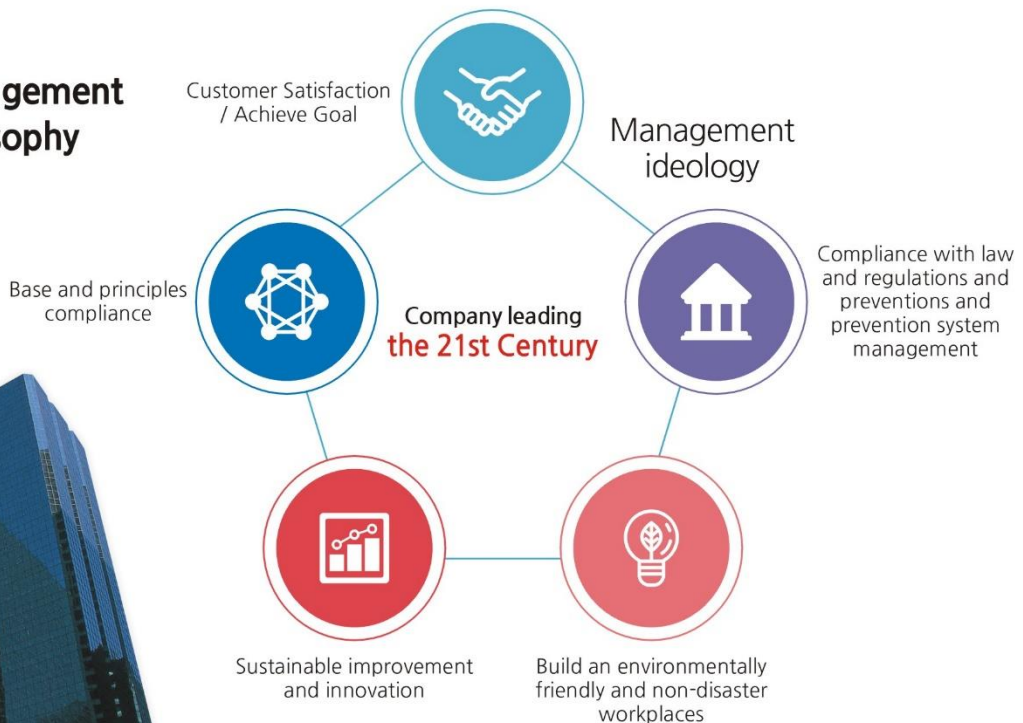 gement
sophy
Customer Satisfaction
/ Achieve Goal
Management
ideology
Base and principles
compliance
Company leading
the 21st Century
Compliance with law
and regulations and
preventions and
prevention system
management
Sustainable improvement
and innovation
Build an environmentally
friendly and non-disaster
workplaces